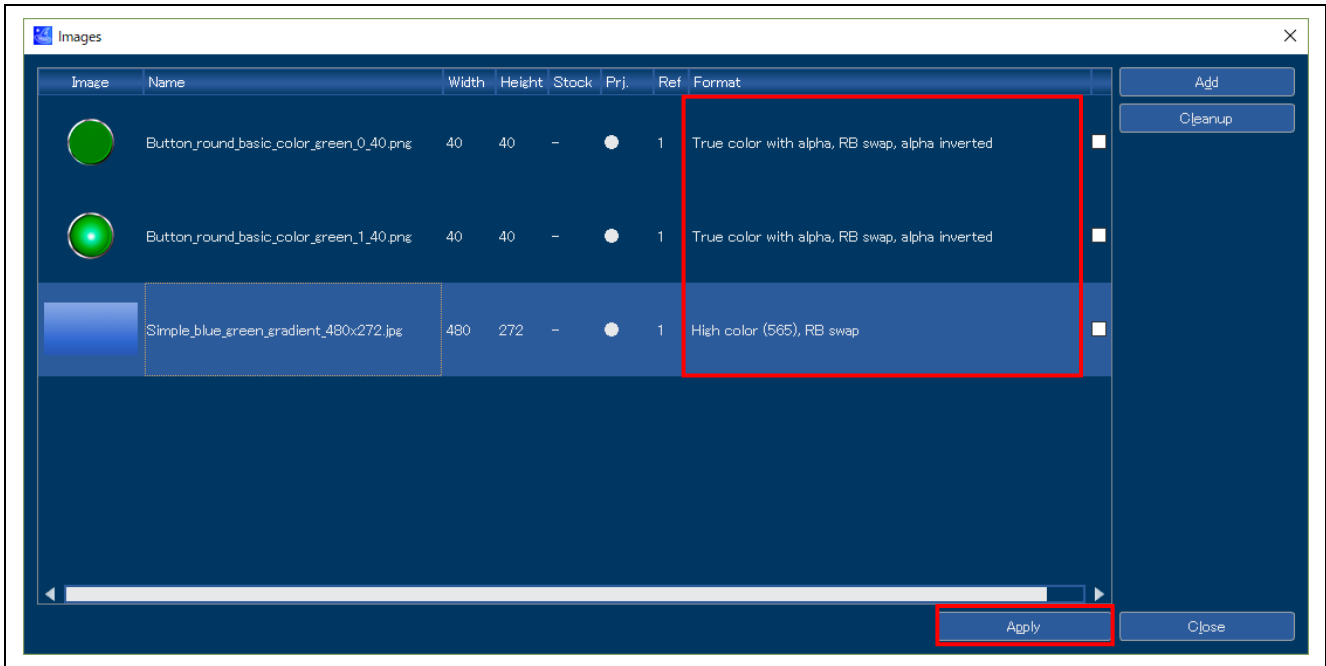 Images
Image Name Width Height Stock Prj. Ref Format
Add
Cleanup
Button_round_basic_color_green_0_40.png 40 40 - 1 True color with alpha, RB swap, alpha inverted
Button_round_basic_color_green_1_40.png 40 40 - 1 True color with alpha, RB swap, alpha inverted
Simple_blue_green_gradient_480x272.jpg 480 272 - 1 High color (565), RB swap
Apply Close